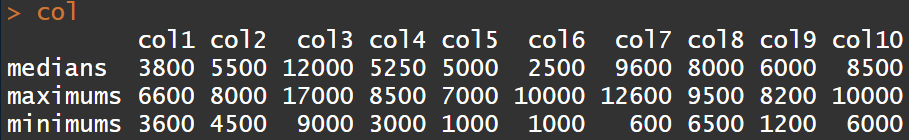 > col
col1 col2 col3 col4 col5 col6 col7 col8 col9 col10
medians 3800 5500 12000 5250 5000 2500 9600 8000 6000 8500
maximums 6600 8000 17000 8500 7000 10000 12600 9500 8200 10000
minimums 3600 4500 9000 3000 1000 1000 600 6500 1200 6000